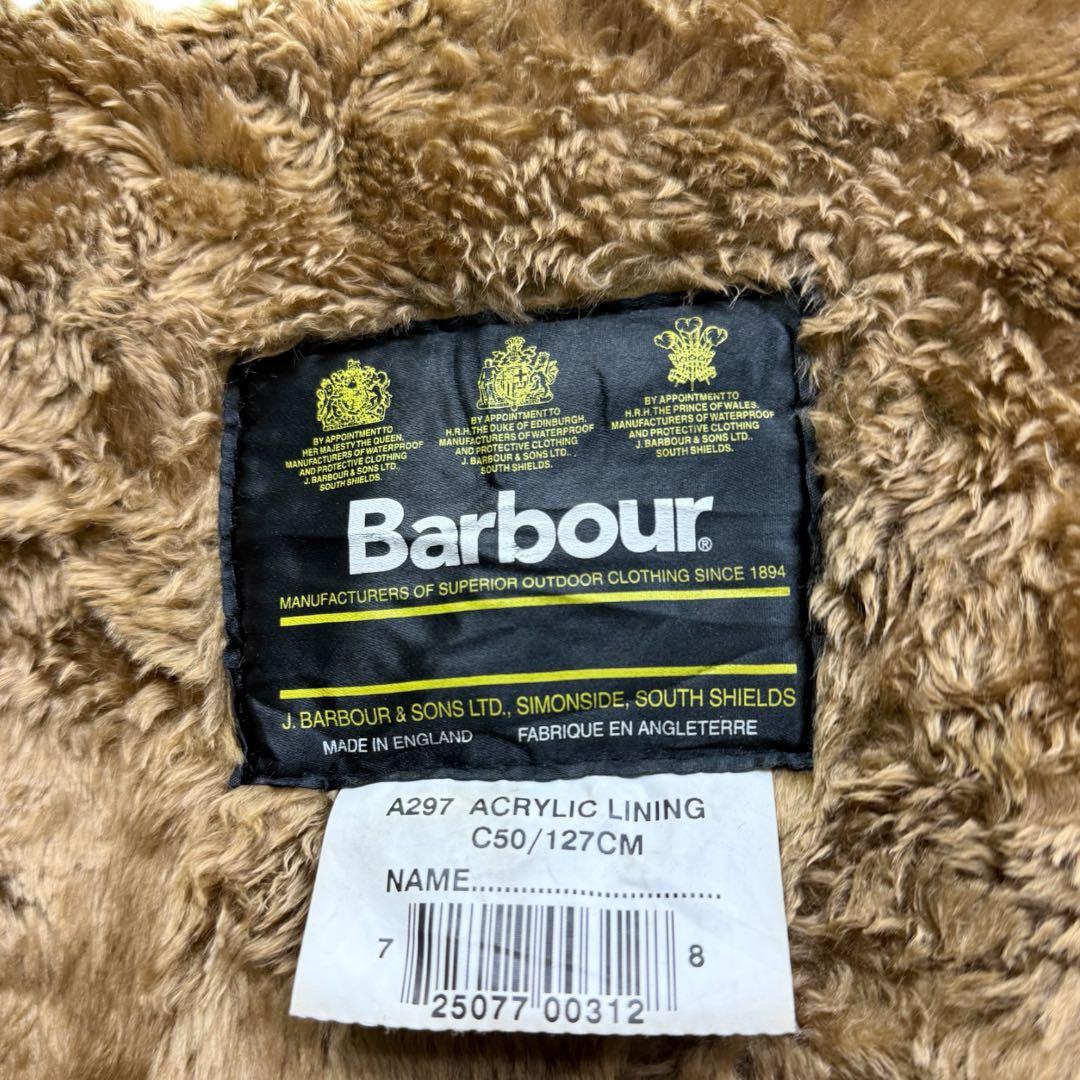 BY APPOINTMENT TO
HER MAJESTY THE QUEEN,
MANUFACTURERS OF WATERPROOF
AND PROTECTIVE CLOTHING
J. BARBOUR & SONS LTD.
SOUTH SHIELDS.
BY APPOINTMENT TO
H.R.H. THE DUKE OF EDINBURGH.
MANUFACTURERS OF WATERPROOF
AND PROTECTIVE CLOTHING
J. BARBOUR & SONS LTD..
SOUTH SHIELDS.
BY APPOINTMENT TO
H.R.H. THE PRINCE OF WALES.
MANUFACTURERS OF WATERPROOF
AND PROTECTIVE CLOTHING
J. BARBOUR & SONS LTD..
SOUTH SHIELDS.
Barbour®
MANUFACTURERS OF SUPERIOR OUTDOOR CLOTHING SINCE 1894
J. BARBOUR & SONS LTD., SIMONSIDE, SOUTH SHIELDS
MADE IN ENGLAND FABRIQUE EN ANGLETERRE
A297 ACRYLIC LINING
C50/127CM
NAME..............................
7 25077 00312 8